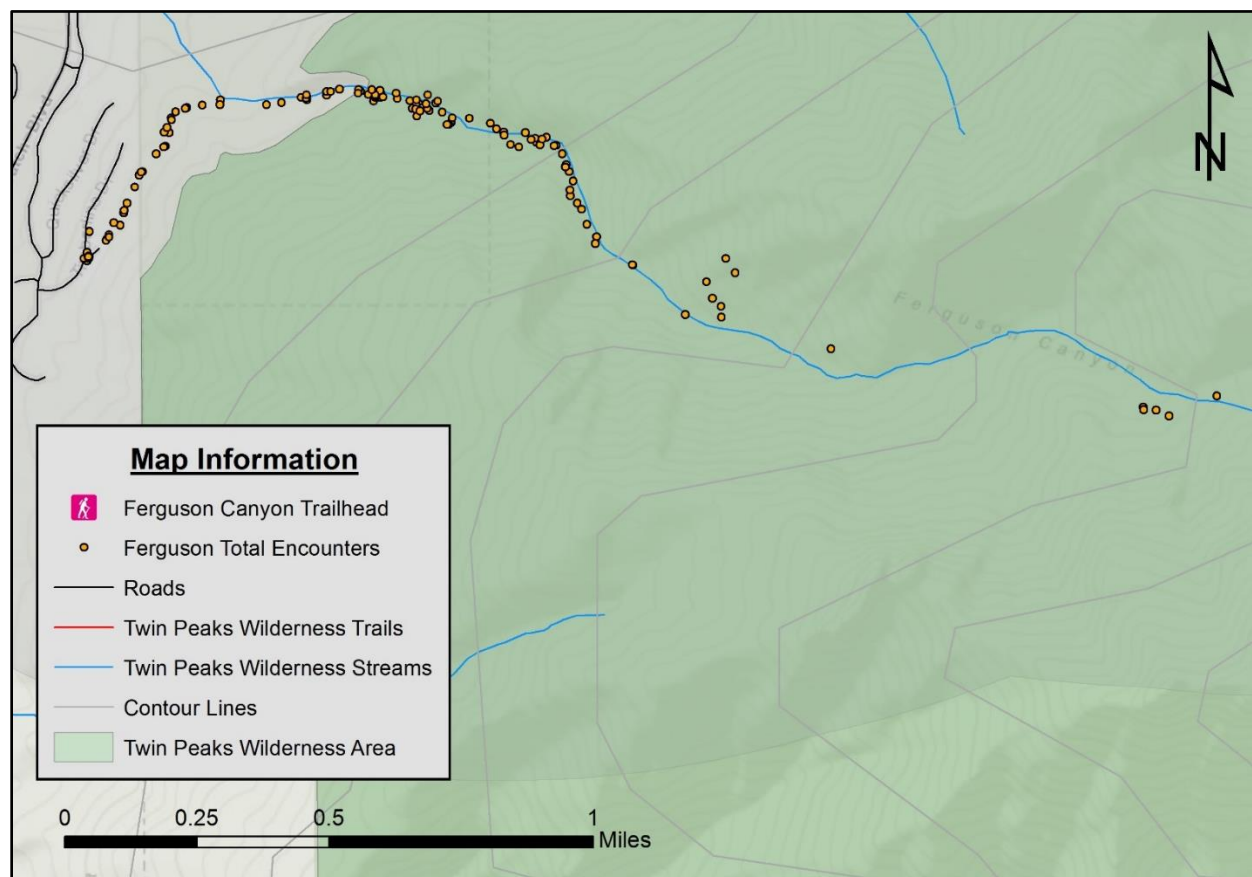 N
Ferguson Canyon
Map Information
Ferguson Canyon Trailhead
Ferguson Total Encounters
Roads
Twin Peaks Wilderness Trails
Twin Peaks Wilderness Streams
Contour Lines
Twin Peaks Wilderness Area
0 0.25 0.5 1
Miles